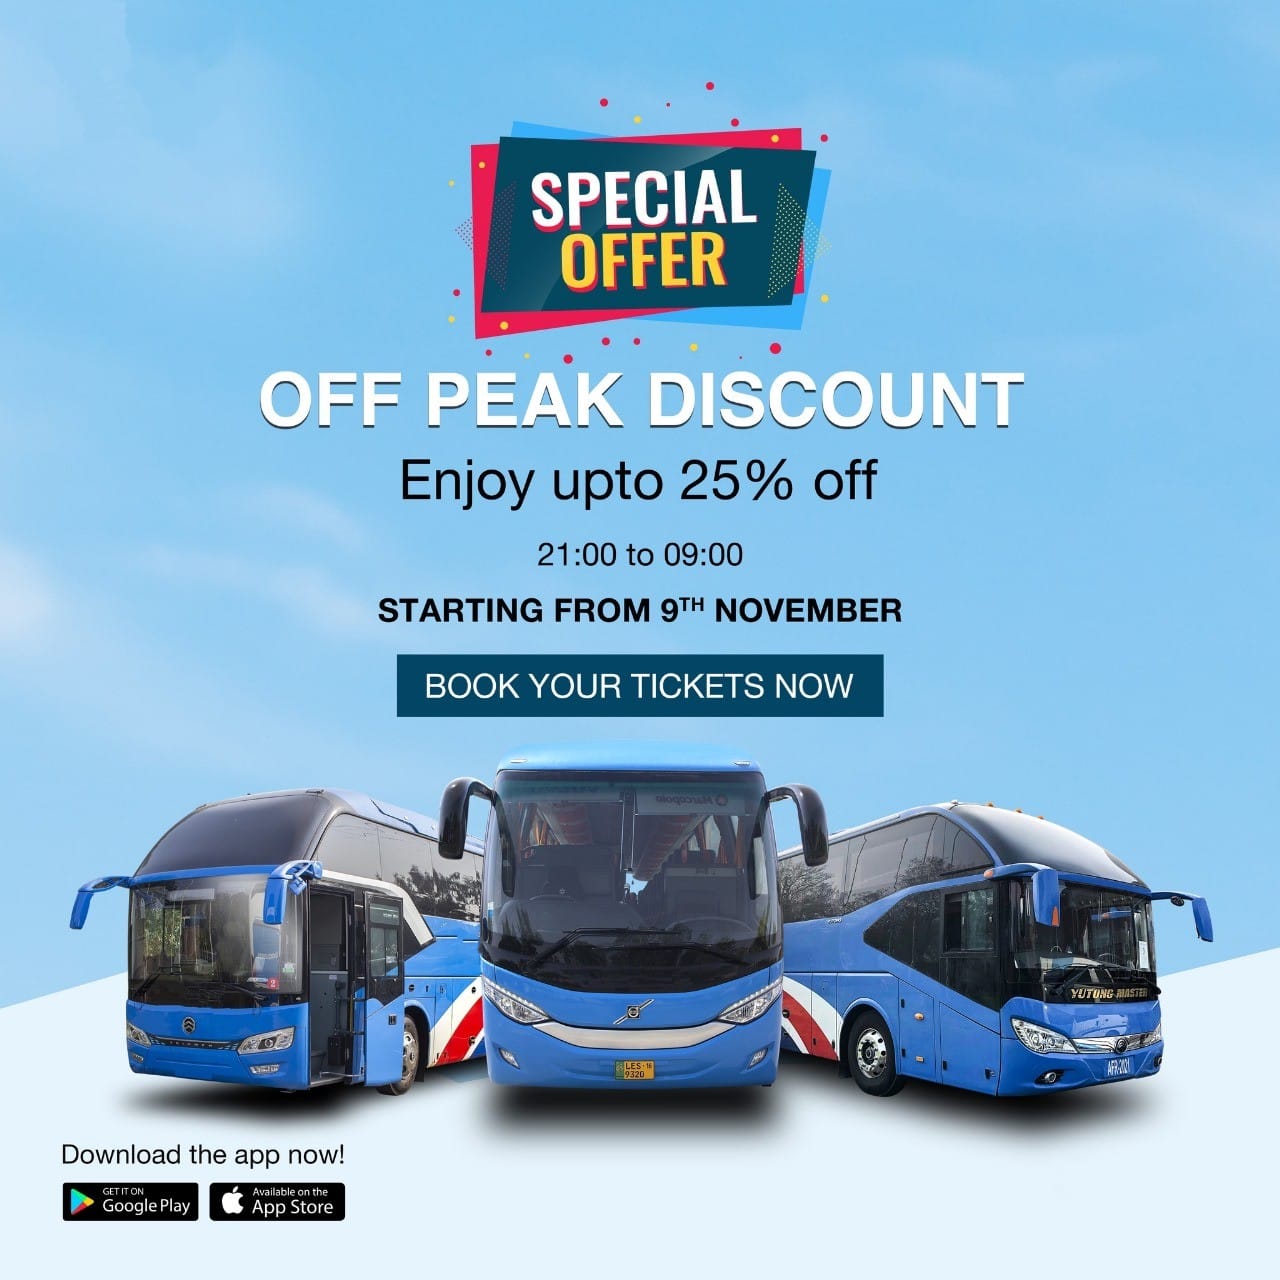 SPECIAL
OFFER
OFF PEAK DISCOUNT
Enjoy upto 25% off
21:00 to 09:00
STARTING FROM 9TH NOVEMBER
BOOK YOUR TICKETS NOW
Marcopolo
YUTONG MASTER
LES-16
9320
Download the app now!
GET IT ON
Google Play
Available on the
App Store